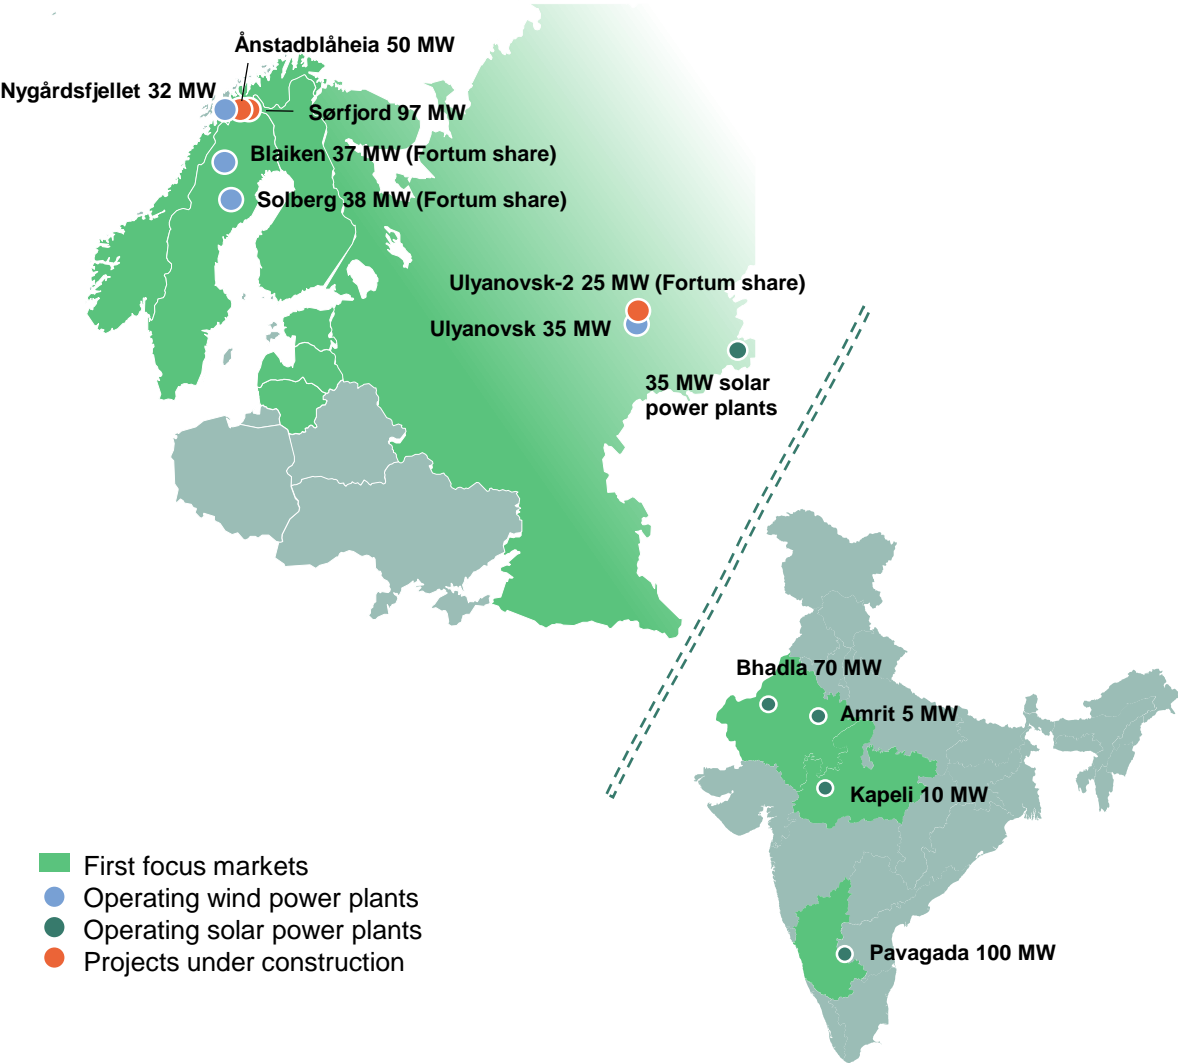 Ånstadblåheia 50 MW
Nygårdsfjellet 32 MW
Sørfjord 97 MW
Blaiken 37 MW (Fortum share)
Solberg 38 MW (Fortum share)
Ulyanovsk-2 25 MW (Fortum share)
Ulyanovsk 35 MW
35 MW solar
power plants
Bhadla 70 MW
Amrit 5 MW
Kapeli 10 MW
Pavagada 100 MW
First focus markets
Operating wind power plants
Operating solar power plants
Projects under construction